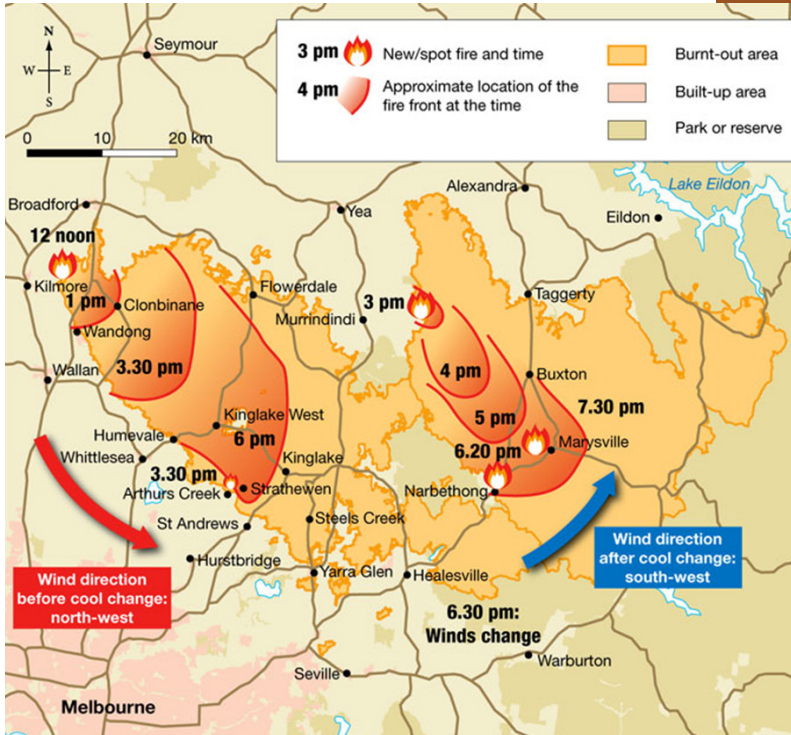 N
W E
S
Seymour
0 10 20 km
3 pm New/spot fire and time
4 pm Approximate location of the
fire front at the time
Burnt-out area
Built-up area
Park or reserve
Lake Eildon
Alexandra
Eildon
Broadford
Yea
12 noon
Kilmore
1 pm
Clonbinane
Flowerdale
3 pm
Taggerty
Murrindindi
Wandong
3.30 pm
Wallan
4 pm
Buxton
5 pm
7.30 pm
Kinglake West
6 pm
Humevale
6.20 pm
Marysville
Whittlesea
3.30 pm
Kinglake
Arthurs Creek
Strathewen
Narbethong
St Andrews
Steels Creek
Hurstbridge
Yarra Glen
Healesville
Wind direction
before cool change:
north-west
Wind direction
after cool change:
south-west
6.30 pm:
Winds change
Warburton
Seville
Melbourne